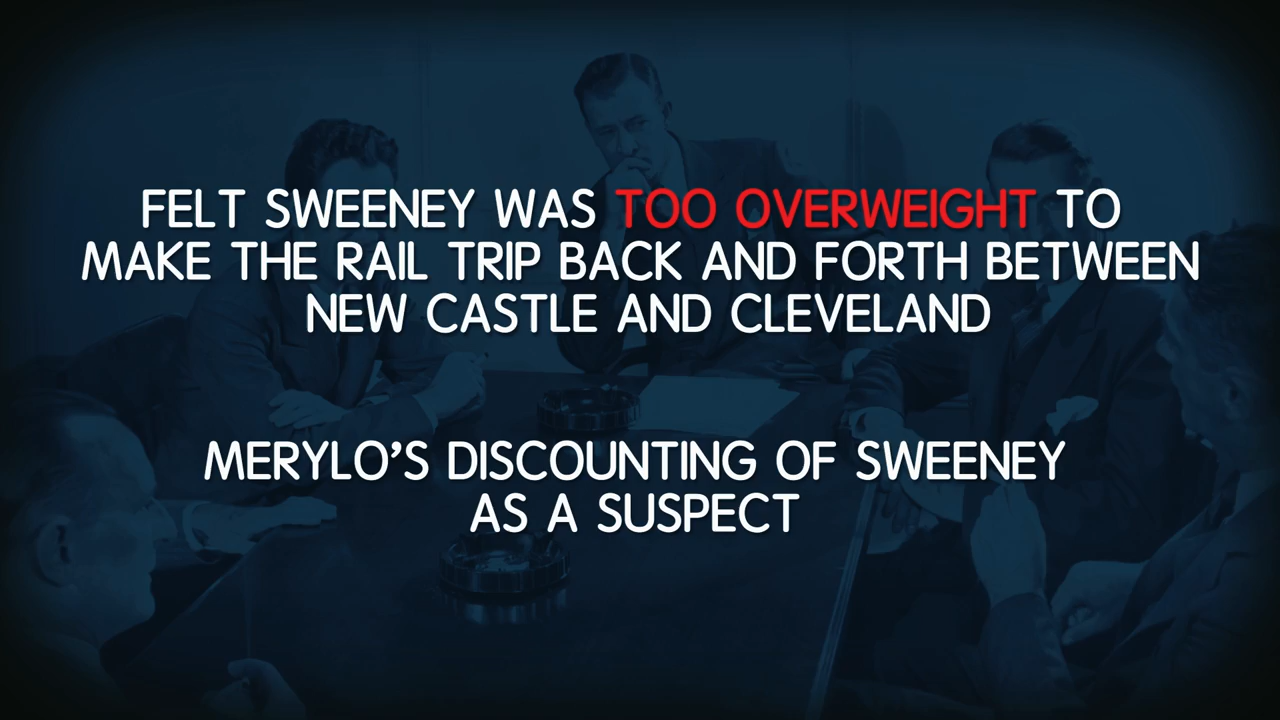 FELT SWEENEY WAS TOO OVERWEIGHT TO
MAKE THE RAIL TRIP BACK AND FORTH BETWEEN
NEW CASTLE AND CLEVELAND
MERYLO'S DISCOUNTING OF SWEENEY
AS A SUSPECT